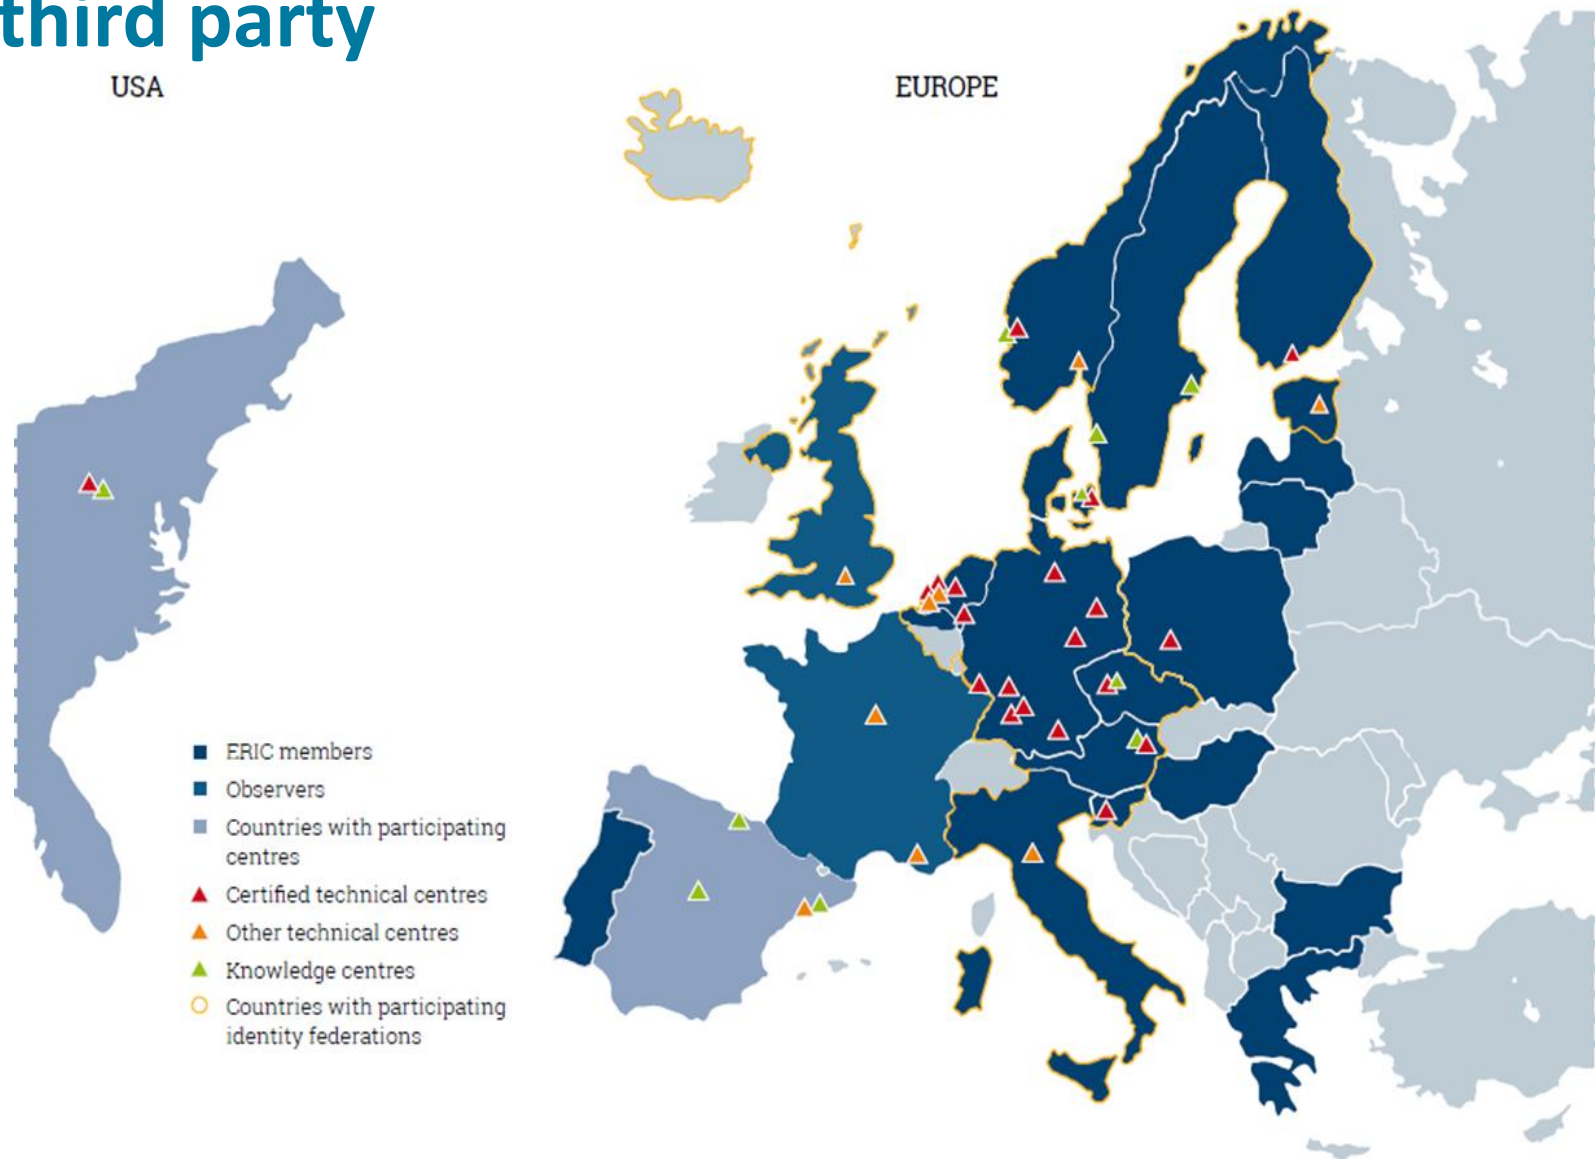 third party
USA
EUROPE
ERIC members
Observers
Countries with participating
centres
Certified technical centres
Other technical centres
Knowledge centres
Countries with participating
identity federations